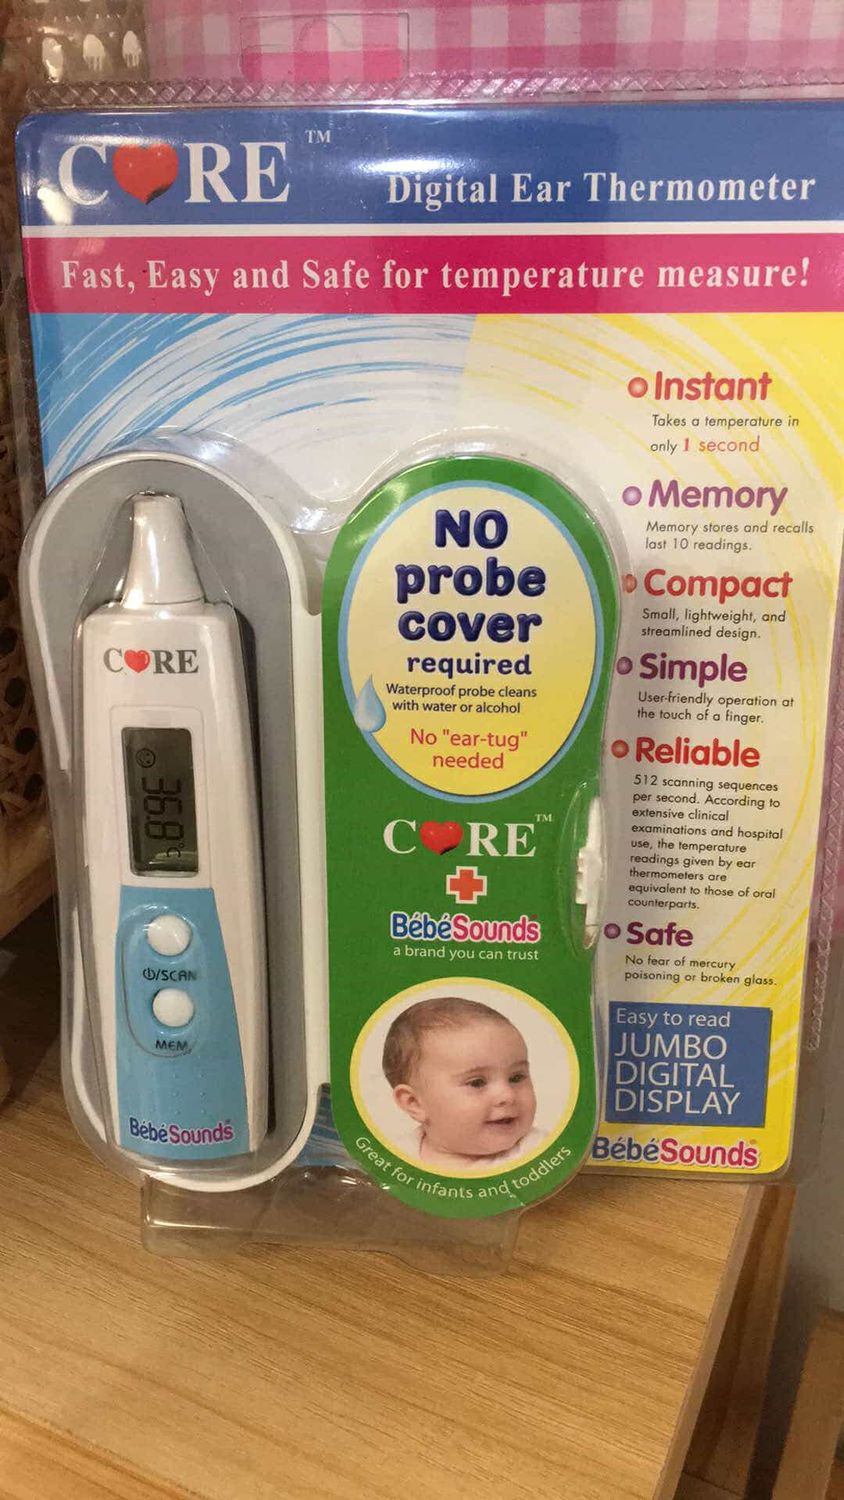 CORE ™
Digital Ear Thermometer
Fast, Easy and Safe for temperature measure!
Instant
Takes a temperature in
only 1 second
Memory
Memory stores and recalls
last 10 readings.
Compact
Small, lightweight, and
streamlined design.
Simple
User-friendly operation at
the touch of a finger.
Reliable
512 scanning sequences
per second. According to
extensive clinical
examinations and hospital
use, the temperature
readings given by ear
thermometers are
equivalent to those of oral
counterparts.
Safe
No fear of mercury
poisoning or broken glass.
Easy to read
JUMBO
DIGITAL
DISPLAY
BébéSounds®
NO
probe
cover
required
Waterproof probe cleans
with water or alcohol
No "ear-tug"
needed
CORE™
BébéSounds®
a brand you can trust
Great for infants and toddlers
CORE
36.8°C
⏻/SCAN
MEM
BébéSounds®